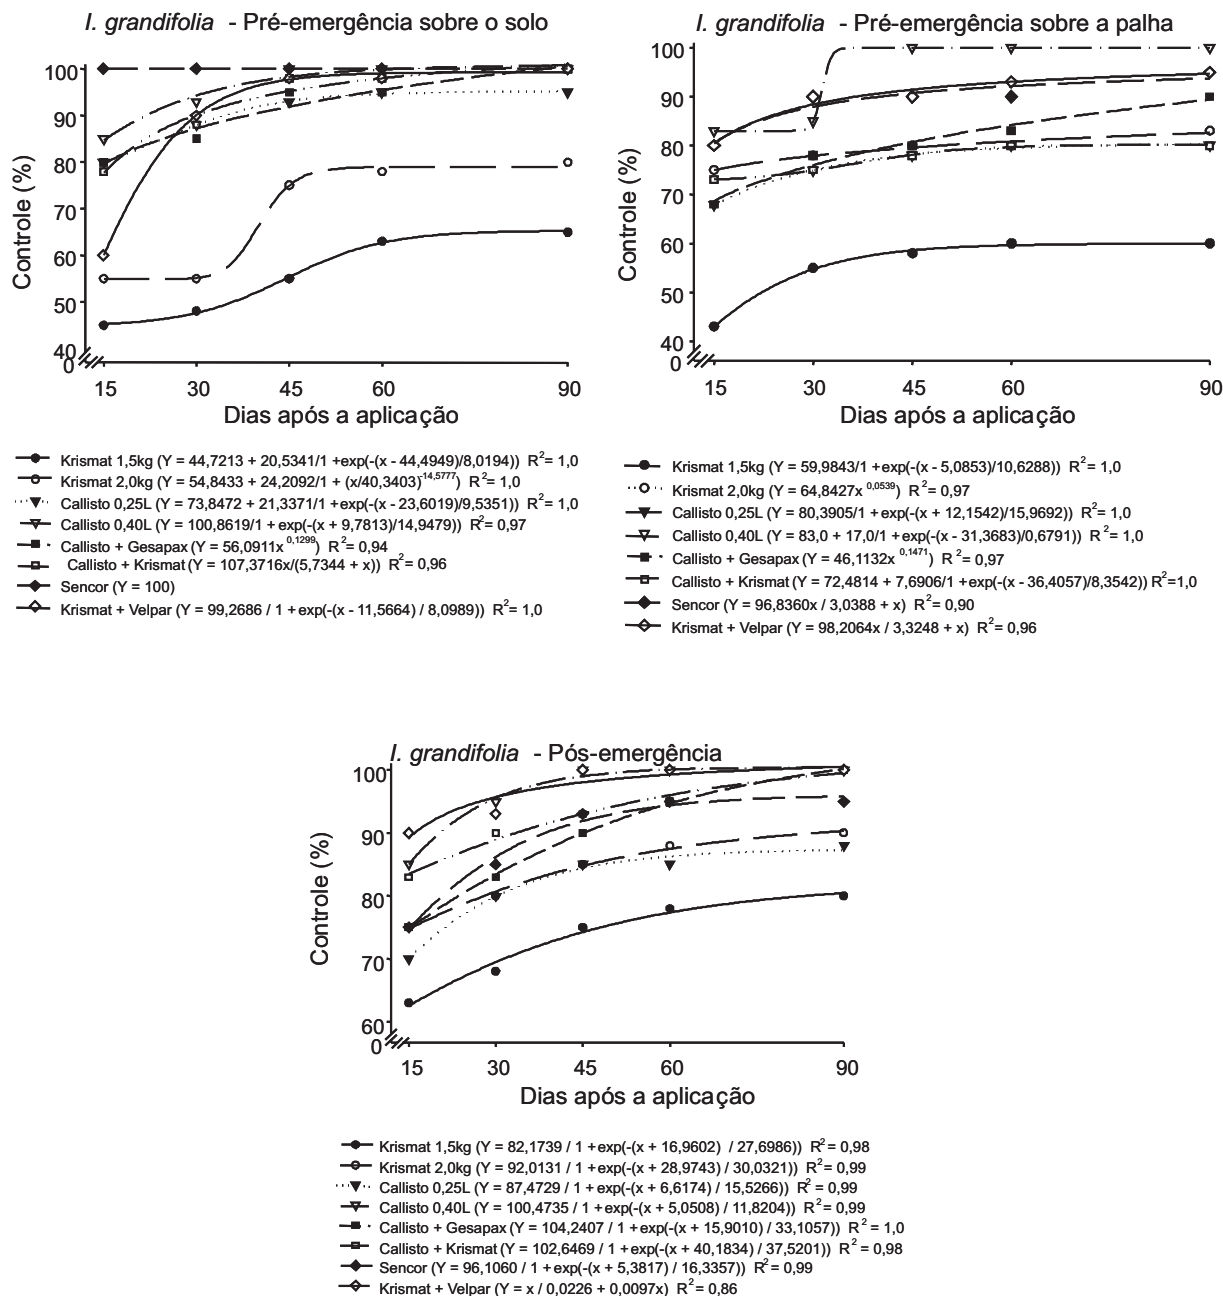 I. grandifolia - Pré-emergência sobre o solo
Controle (%)
100
90
80
70
60
50
40
0
15 30 45 60 90
Dias após a aplicação
Krismat 1,5kg (Y = 44,7213 + 20,5341/1 +exp(-(x - 44,4949)/8,0194)) R²= 1,0
Krismat 2,0kg (Y = 54,8433 + 24,2092/1+ (x/40,3403)^-14,5777) R²= 1,0
Callisto 0,25L (Y = 73,8472 + 21,3371/1 +exp(-(x - 23,6019)/9,5351)) R²= 1,0
Callisto 0,40L (Y = 100,8619/1 + exp(-(x + 9,7813)/14,9479)) R²= 0,97
Callisto + Gesapax (Y = 56,0911x^0,1299) R²= 0,94
Callisto + Krismat (Y = 107,3716x/(5,7344 + x)) R²= 0,96
Sencor (Y = 100)
Krismat + Velpar (Y = 99,2686 / 1 +exp(-(x - 11,5664) / 8,0989)) R²= 1,0
I. grandifolia - Pré-emergência sobre a palha
Controle (%)
100
90
80
70
60
50
40
0
15 30 45 60 90
Dias após a aplicação
Krismat 1,5kg (Y = 59,9843/1 +exp(-(x - 5,0853)/10,6288)) R²= 1,0
Krismat 2,0kg (Y = 64,8427x^0,0539) R²= 0,97
Callisto 0,25L (Y = 80,3905/1 +exp(-(x + 12,1542/15,9692)) R²= 1,0
Callisto 0,40L (Y = 83,0 + 17,0/1 +exp(-(x - 31,3683)/0,6791)) R²= 1,0
Callisto + Gesapax (Y = 46,1132x^0,1471) R²= 0,97
Callisto + Krismat (Y = 72,4814 + 7,6906/1 +exp(-(x - 36,4057)/8,3542)) R²=1,0
Sencor (Y = 96,8360x / 3,0388 + x) R²= 0,90
Krismat + Velpar (Y = 98,2064x / 3,3248 + x) R²= 0,96
I. grandifolia - Pós-emergência
Controle (%)
100
90
80
70
60
0
15 30 45 60 90
Dias após a aplicação
Krismat 1,5kg (Y = 82,1739 / 1 +exp(-(x + 16,9602) / 27,6986)) R²= 0,98
Krismat 2,0kg (Y = 92,0131 / 1 +exp(-(x + 28,9743) / 30,0321)) R²= 0,99
Callisto 0,25L (Y = 87,4729 / 1 +exp(-(x + 6,6174) / 15,5266)) R²= 0,99
Callisto 0,40L (Y = 100,4735 / 1 +exp(-(x + 5,0508) / 11,8204)) R²= 0,99
Callisto + Gesapax (Y = 104,2407 / 1 +exp(-(x + 15,9010) / 33,1057)) R²= 1,0
Callisto + Krismat (Y = 102,6469 / 1 +exp(-(x + 40,1834) / 37,5201)) R²= 0,98
Sencor (Y = 96,1060 / 1 +exp(-(x + 5,3817) / 16,3357)) R²= 0,99
Krismat + Velpar (Y = x / 0,0226 + 0,0097x) R²= 0,86